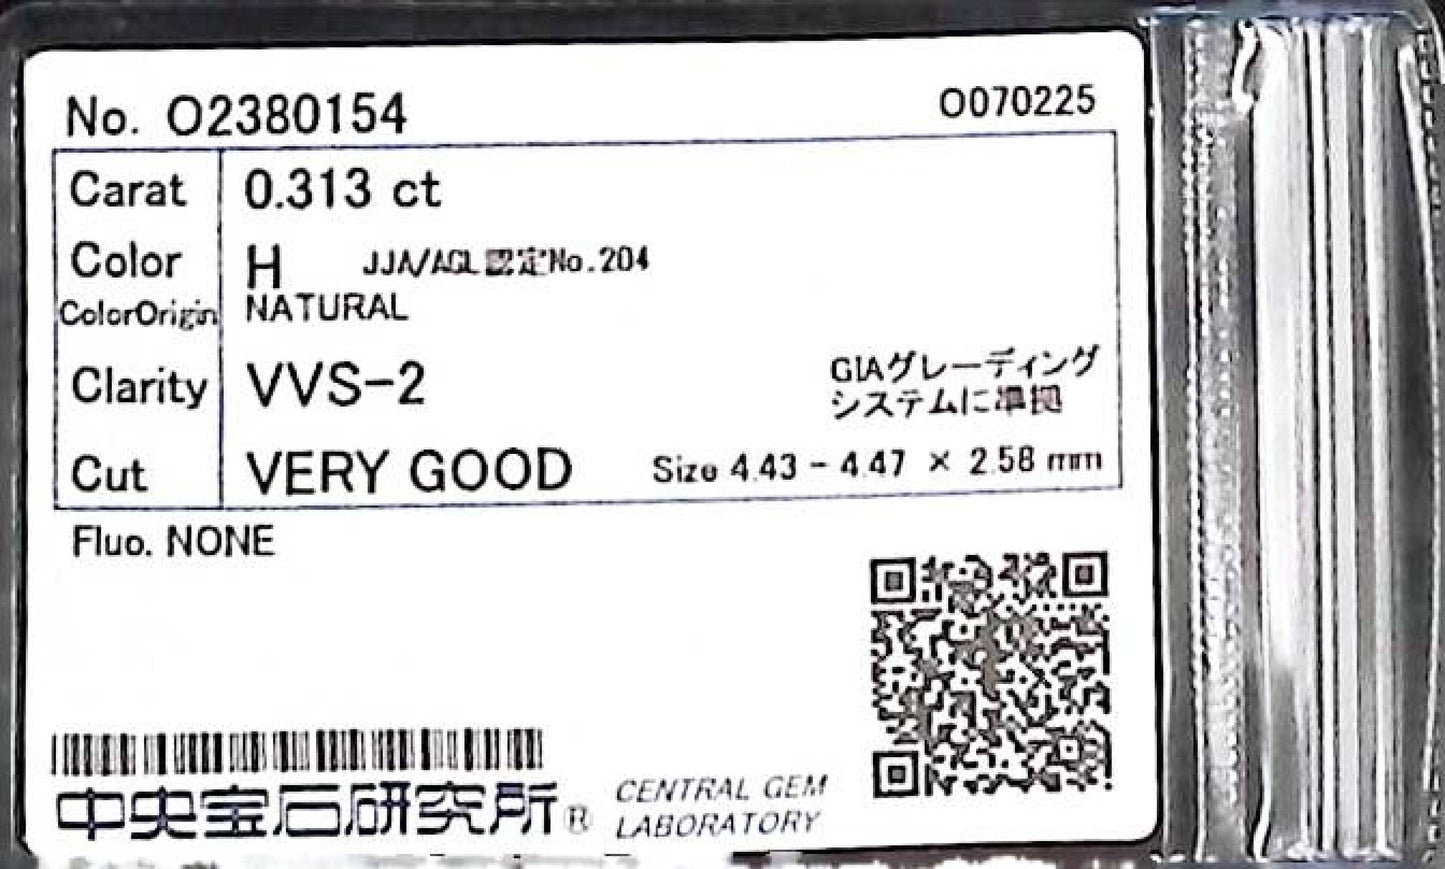 No. O2380154
O070225
Carat 0.313 ct
Color H JJA/AGL認定No.204
ColorOrigin NATURAL
Clarity VVS-2
GIAグレーディング
システムに準拠
Cut VERY GOOD Size 4.43 - 4.47 × 2.58 mm
Fluo. NONE
中央宝石研究所®
CENTRAL GEM
LABORATORY